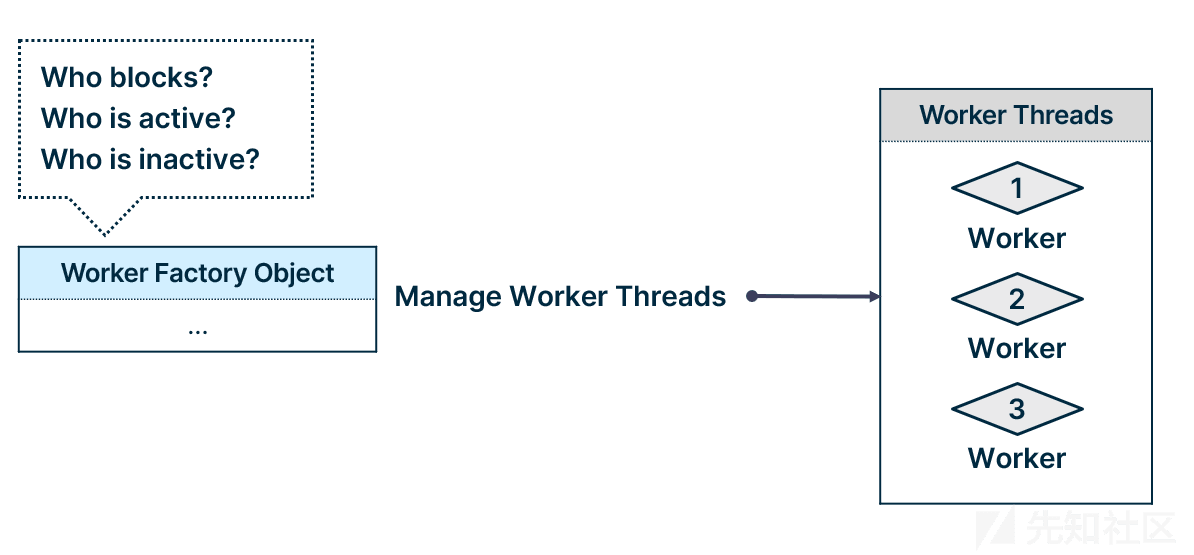 Who blocks?
Who is active?
Who is inactive?
Worker Factory Object
...
Manage Worker Threads
Worker Threads
1
Worker
2
Worker
3
Worker
先知社区